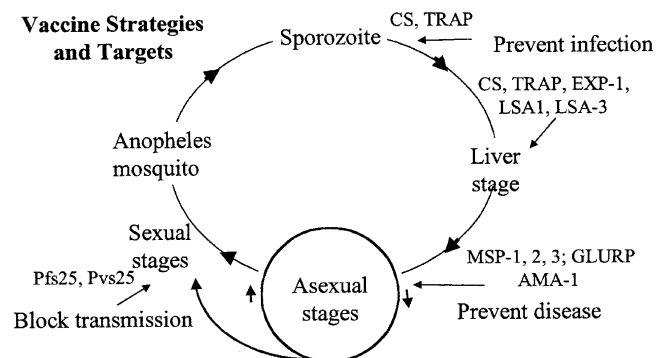 Vaccine Strategies
and Targets
Sporozoite
CS, TRAP
Prevent infection
CS, TRAP, EXP-1,
LSA1, LSA-3
Anopheles
mosquito
Liver
stage
Sexual
stages
MSP-1, 2, 3; GLURP
AMA-1
Pfs25, Pvs25
Asexual
stages
Prevent disease
Block transmission